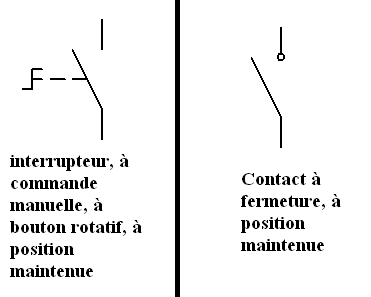 interrupteur, à
commande
manuelle, à
bouton rotatif, à
position
maintenue
Contact à
fermeture, à
position
maintenue